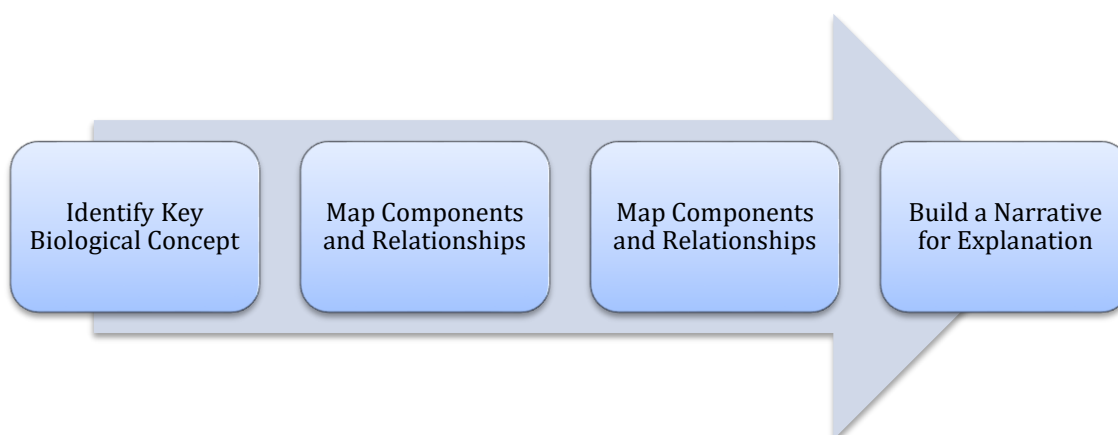 Identify Key
Biological Concept
Map Components
and Relationships
Map Components
and Relationships
Build a Narrative
for Explanation